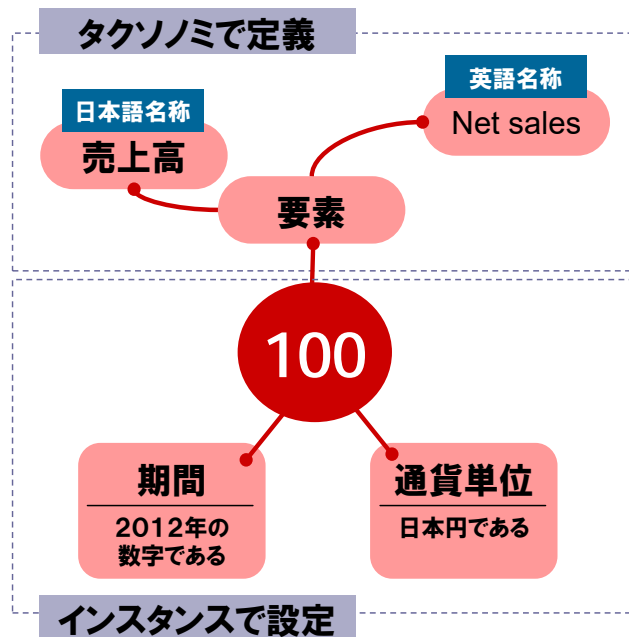 タクソノミで定義
英語名称
Net sales
日本語名称
売上高
要素
100
期間
2012年の
数字である
通貨単位
日本円である
インスタンスで設定